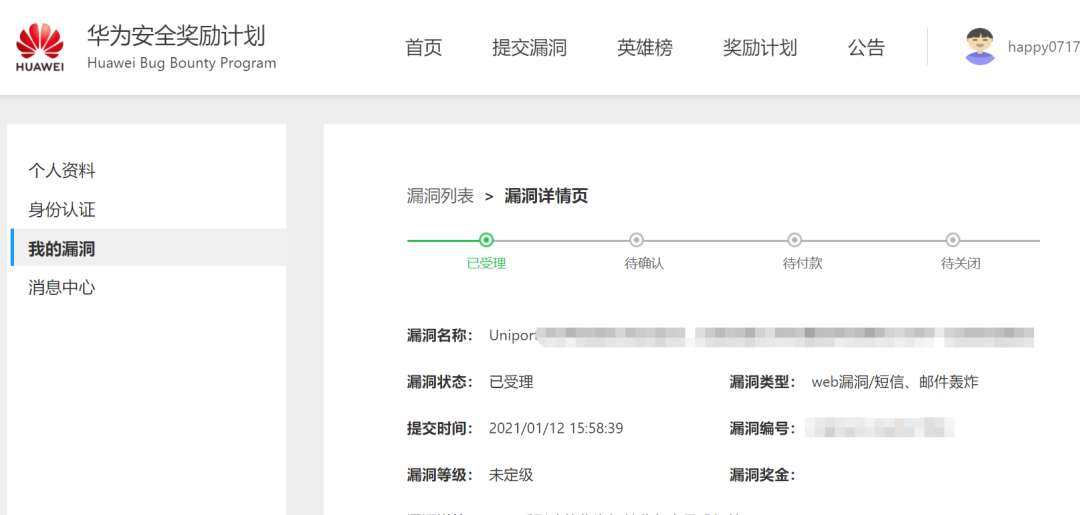 华为安全奖励计划
Huawei Bug Bounty Program
HUAWEI
首页 提交漏洞 英雄榜 奖励计划 公告
happy0717
个人资料
身份认证
我的漏洞
消息中心
漏洞列表 > 漏洞详情页
已受理 待确认 待付款 待关闭
漏洞名称： Uniport
漏洞状态： 已受理 漏洞类型： web漏洞/短信、邮件轰炸
提交时间： 2021/01/12 15:58:39 漏洞编号：
漏洞等级： 未定级 漏洞奖金：